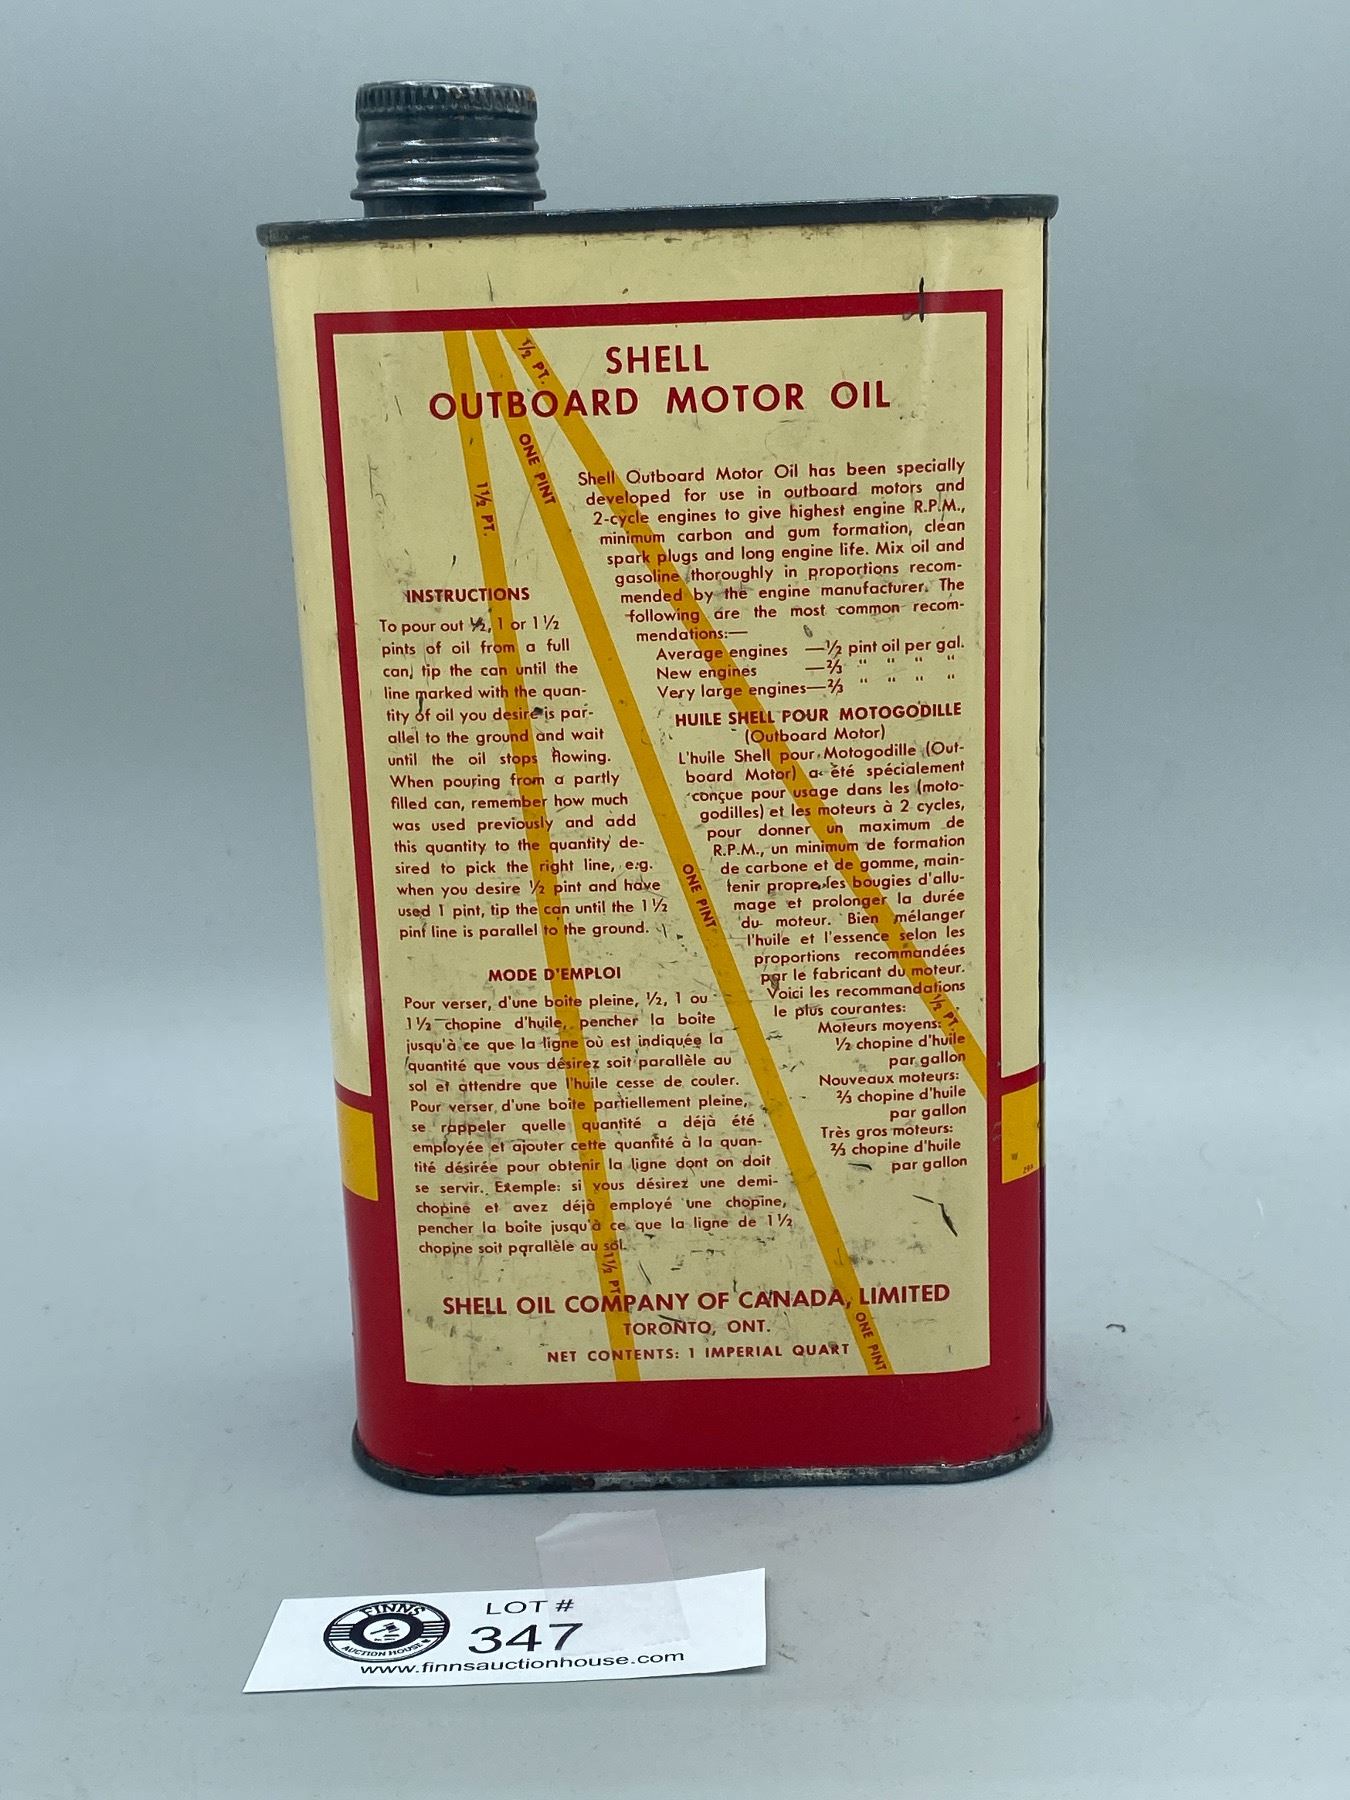 SHELL
OUTBOARD MOTOR OIL
½ PT.
ONE PINT
1½ PT.
Shell Outboard Motor Oil has been specially
developed for use in outboard motors and
2-cycle engines to give highest engine R.P.M.,
minimum carbon and gum formation, clean
spark plugs and long engine life. Mix oil and
gasoline thoroughly in proportions recom-
mended by the engine manufacturer. The
following are the most common recom-
mendations:—
Average engines —½ pint oil per gal.
New engines —⅔ " " " "
Very large engines—⅔ " " " "
INSTRUCTIONS
To pour out ½, 1 or 1½
pints of oil from a full
can, tip the can until the
line marked with the quan-
tity of oil you desire is par-
allel to the ground and wait
until the oil stops flowing.
When pouring from a partly
filled can, remember how much
was used previously and add
this quantity to the quantity de-
sired to pick the right line, e.g.
when you desire ½ pint and have
used 1 pint, tip the can until the 1½
pint line is parallel to the ground.
HUILE SHELL POUR MOTOGODILLE
(Outboard Motor)
L'huile Shell pour Motogodille (Out-
board Motor) a été spécialement
conçue pour usage dans les (moto-
godilles) et les moteurs à 2 cycles,
pour donner un maximum de
R.P.M., un minimum de formation
de carbone et de gomme, main-
tenir propre les bougies d'allu-
mage et prolonger la durée
du moteur. Bien mélanger
l'huile et l'essence selon les
proportions recommandées
par le fabricant du moteur.
Voici les recommandations
le plus courantes:
Moteurs moyens:
½ chopine d'huile
par gallon
Nouveaux moteurs:
⅔ chopine d'huile
par gallon
Très gros moteurs:
⅔ chopine d'huile
par gallon
ONE PINT
½ PT.
MODE D'EMPLOI
Pour verser, d'une boîte pleine, ½, 1 ou
1½ chopine d'huile, pencher la boîte
jusqu'à ce que la ligne où est indiquée la
quantité que vous désirez soit parallèle au
sol et attendre que l'huile cesse de couler.
Pour verser, d'une boîte partiellement pleine,
se rappeler quelle quantité a déjà été
employée et ajouter cette quantité à la quan-
tité désirée pour obtenir la ligne dont on doit
se servir. Exemple: si vous désirez une demi-
chopine et avez déjà employé une chopine,
pencher la boîte jusqu'à ce que la ligne de 1½
chopine soit parallèle au sol.
1½ PT.
ONE PINT
SHELL OIL COMPANY OF CANADA, LIMITED
TORONTO, ONT.
NET CONTENTS: 1 IMPERIAL QUART
FINNS
AUCTION HOUSE
LOT #
347
www.finnsauctionhouse.com